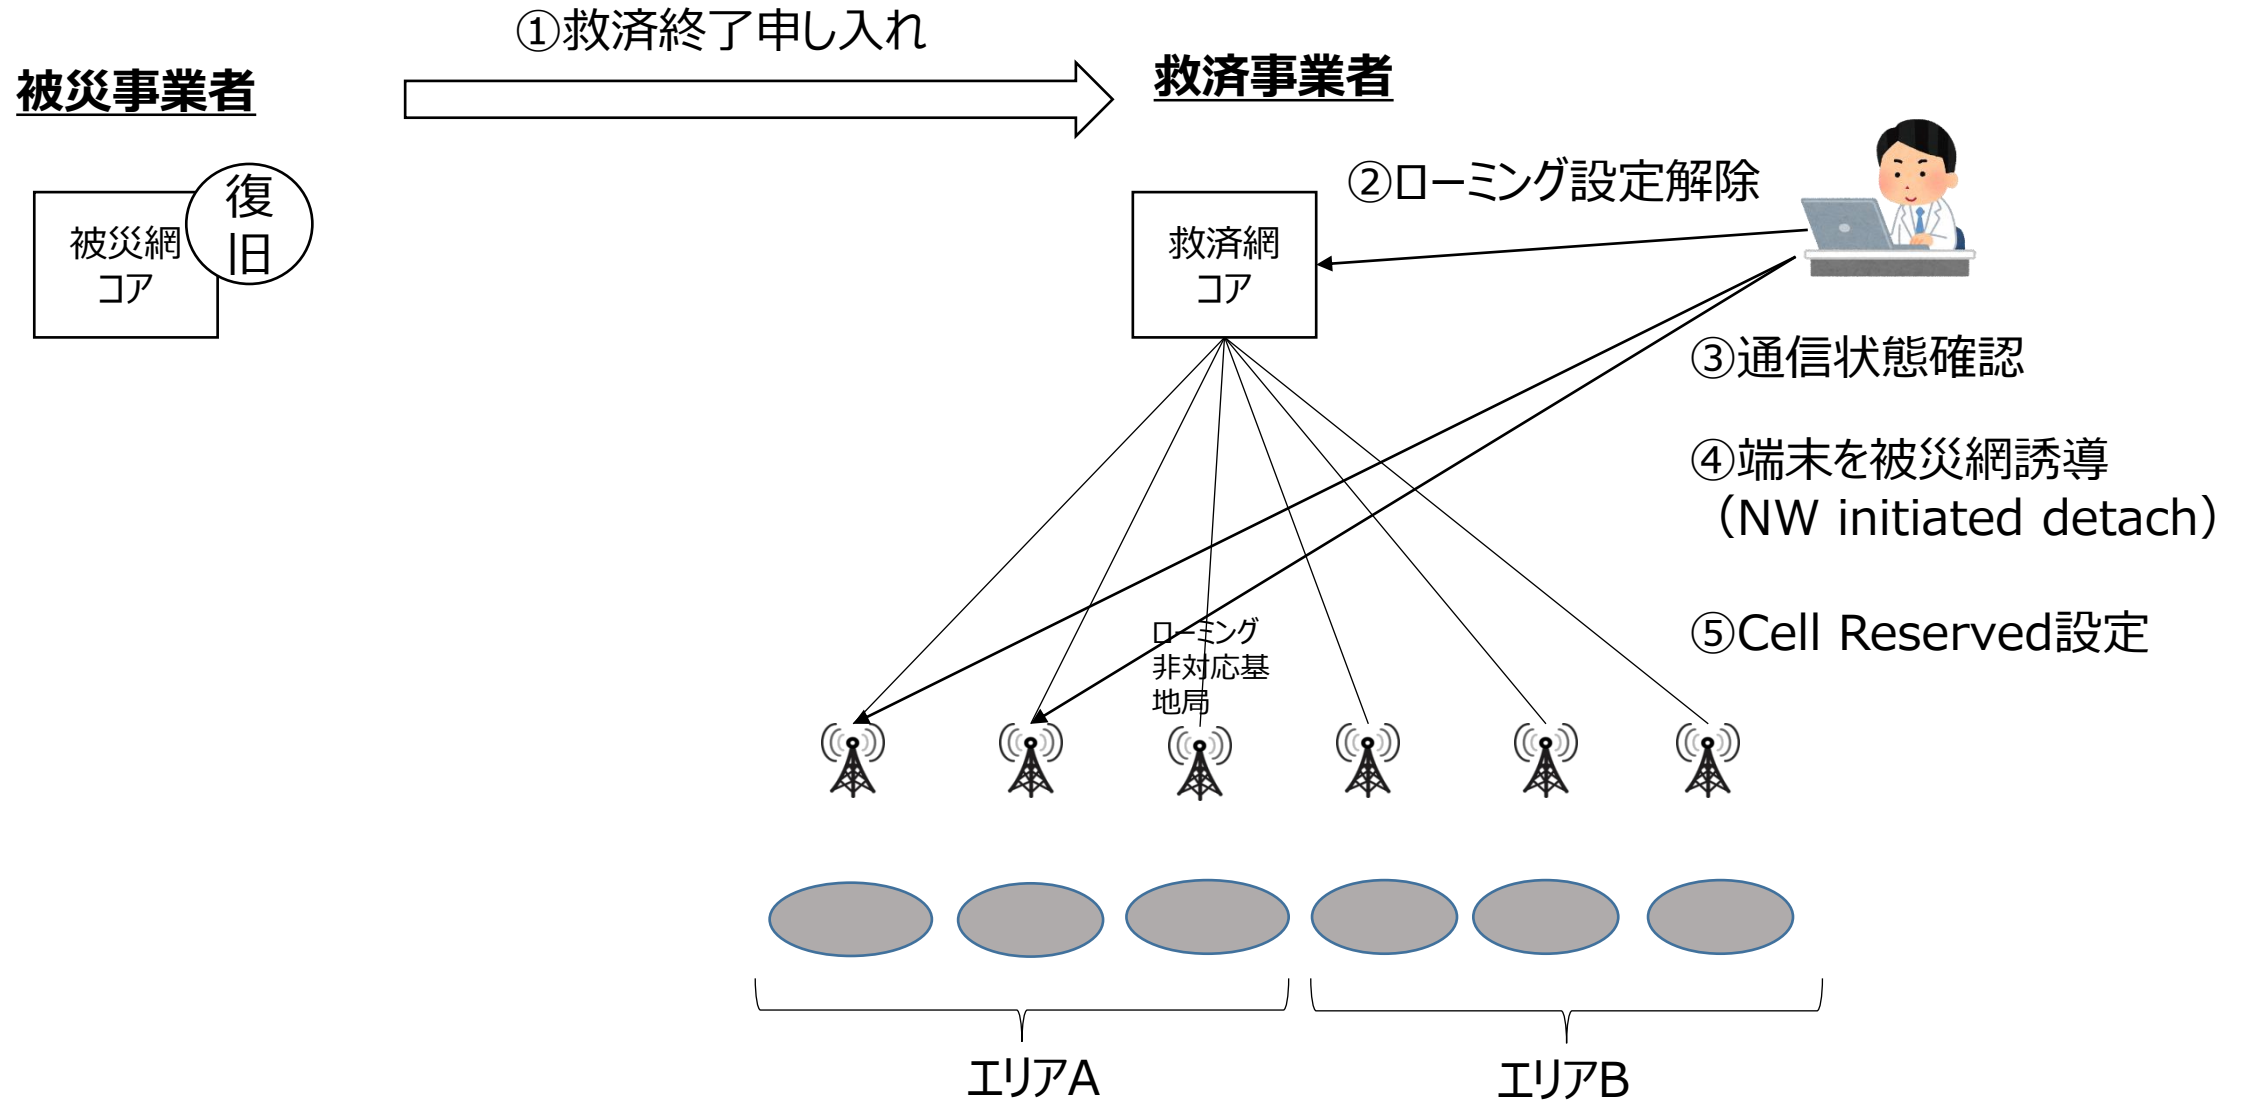 ①救済終了申し入れ
被災事業者
救済事業者
復
旧
被災網
コア
②ローミング設定解除
救済網
コア
③通信状態確認
④端末を被災網誘導
（NW initiated detach）
⑤Cell Reserved設定
ローミング
非対応基
地局
エリアA
エリアB